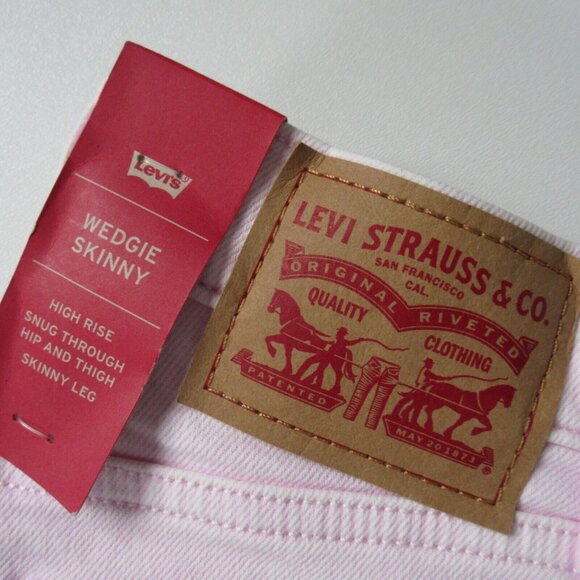 Levi's
WEDGIE
SKINNY
HIGH RISE
SNUG THROUGH
HIP AND THIGH
SKINNY LEG
LEVI STRAUSS & CO.
SAN FRANCISCO
CAL.
ORIGINAL RIVETED
QUALITY CLOTHING
PATENTED
MAY 20 1873